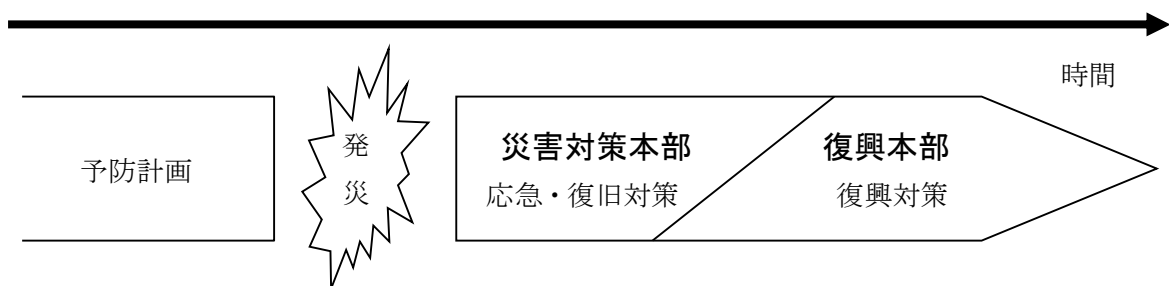 時間
予防計画
発災
災害対策本部
応急・復旧対策
復興本部
復興対策